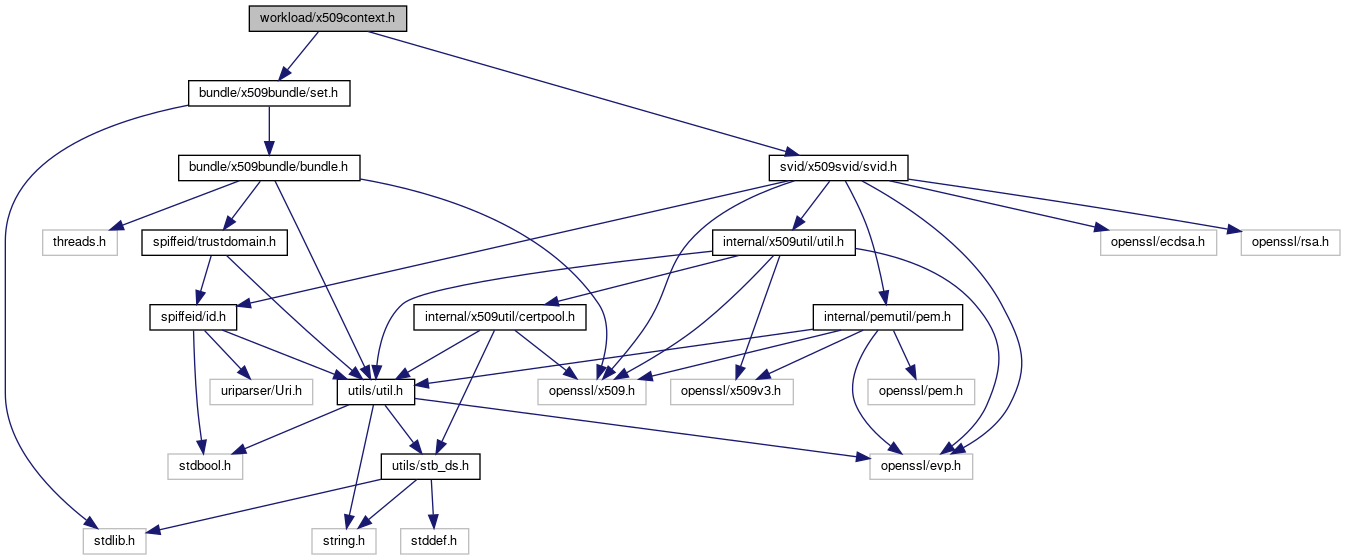 workload/x509context.h
bundle/x509bundle/set.h
bundle/x509bundle/bundle.h
svid/x509svid/svid.h
threads.h
spiffeid/trustdomain.h
internal/x509util/util.h
openssl/ecdsa.h
openssl/rsa.h
spiffeid/id.h
internal/x509util/certpool.h
internal/pemutil/pem.h
uriparser/Uri.h
utils/util.h
openssl/x509.h
openssl/x509v3.h
openssl/pem.h
stdbool.h
utils/stb_ds.h
openssl/evp.h
stdlib.h
string.h
stddef.h